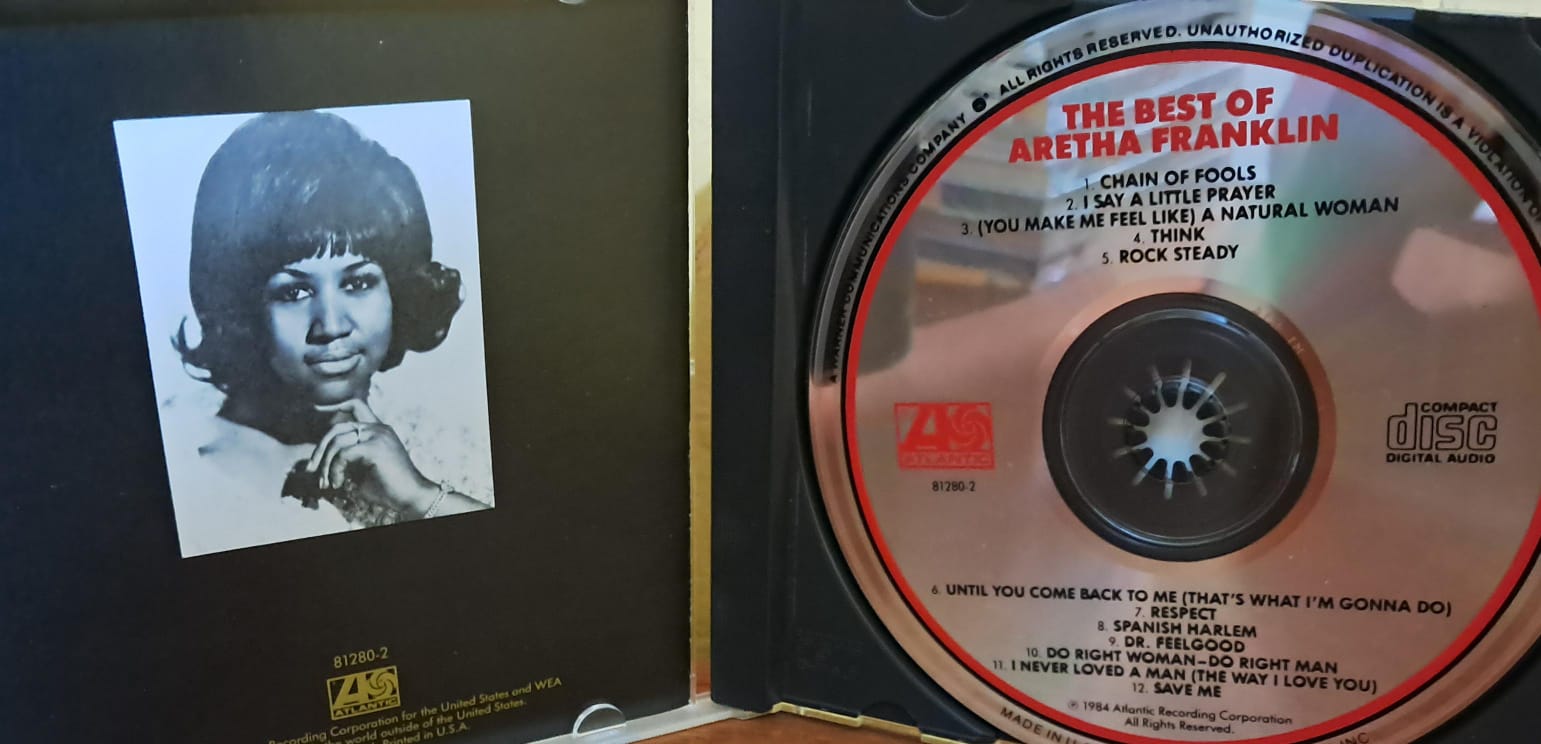 81280-2
ATLANTIC
Recording Corporation for the United States and WEA
the world outside of the United States.
Printed in U.S.A.
A WARNER COMMUNICATIONS COMPANY ALL RIGHTS RESERVED. UNAUTHORIZED DUPLICATION IS A VIOLATION OF
THE BEST OF
ARETHA FRANKLIN
1. CHAIN OF FOOLS
2. I SAY A LITTLE PRAYER
3. (YOU MAKE ME FEEL LIKE) A NATURAL WOMAN
4. THINK
5. ROCK STEADY
ATLANTIC
81280-2
COMPACT
disc
DIGITAL AUDIO
6. UNTIL YOU COME BACK TO ME (THAT'S WHAT I'M GONNA DO)
7. RESPECT
8. SPANISH HARLEM
9. DR. FEELGOOD
10. DO RIGHT WOMAN–DO RIGHT MAN
11. I NEVER LOVED A MAN (THE WAY I LOVE YOU)
12. SAVE ME
℗ 1984 Atlantic Recording Corporation
All Rights Reserved.
MADE IN U.
INC.